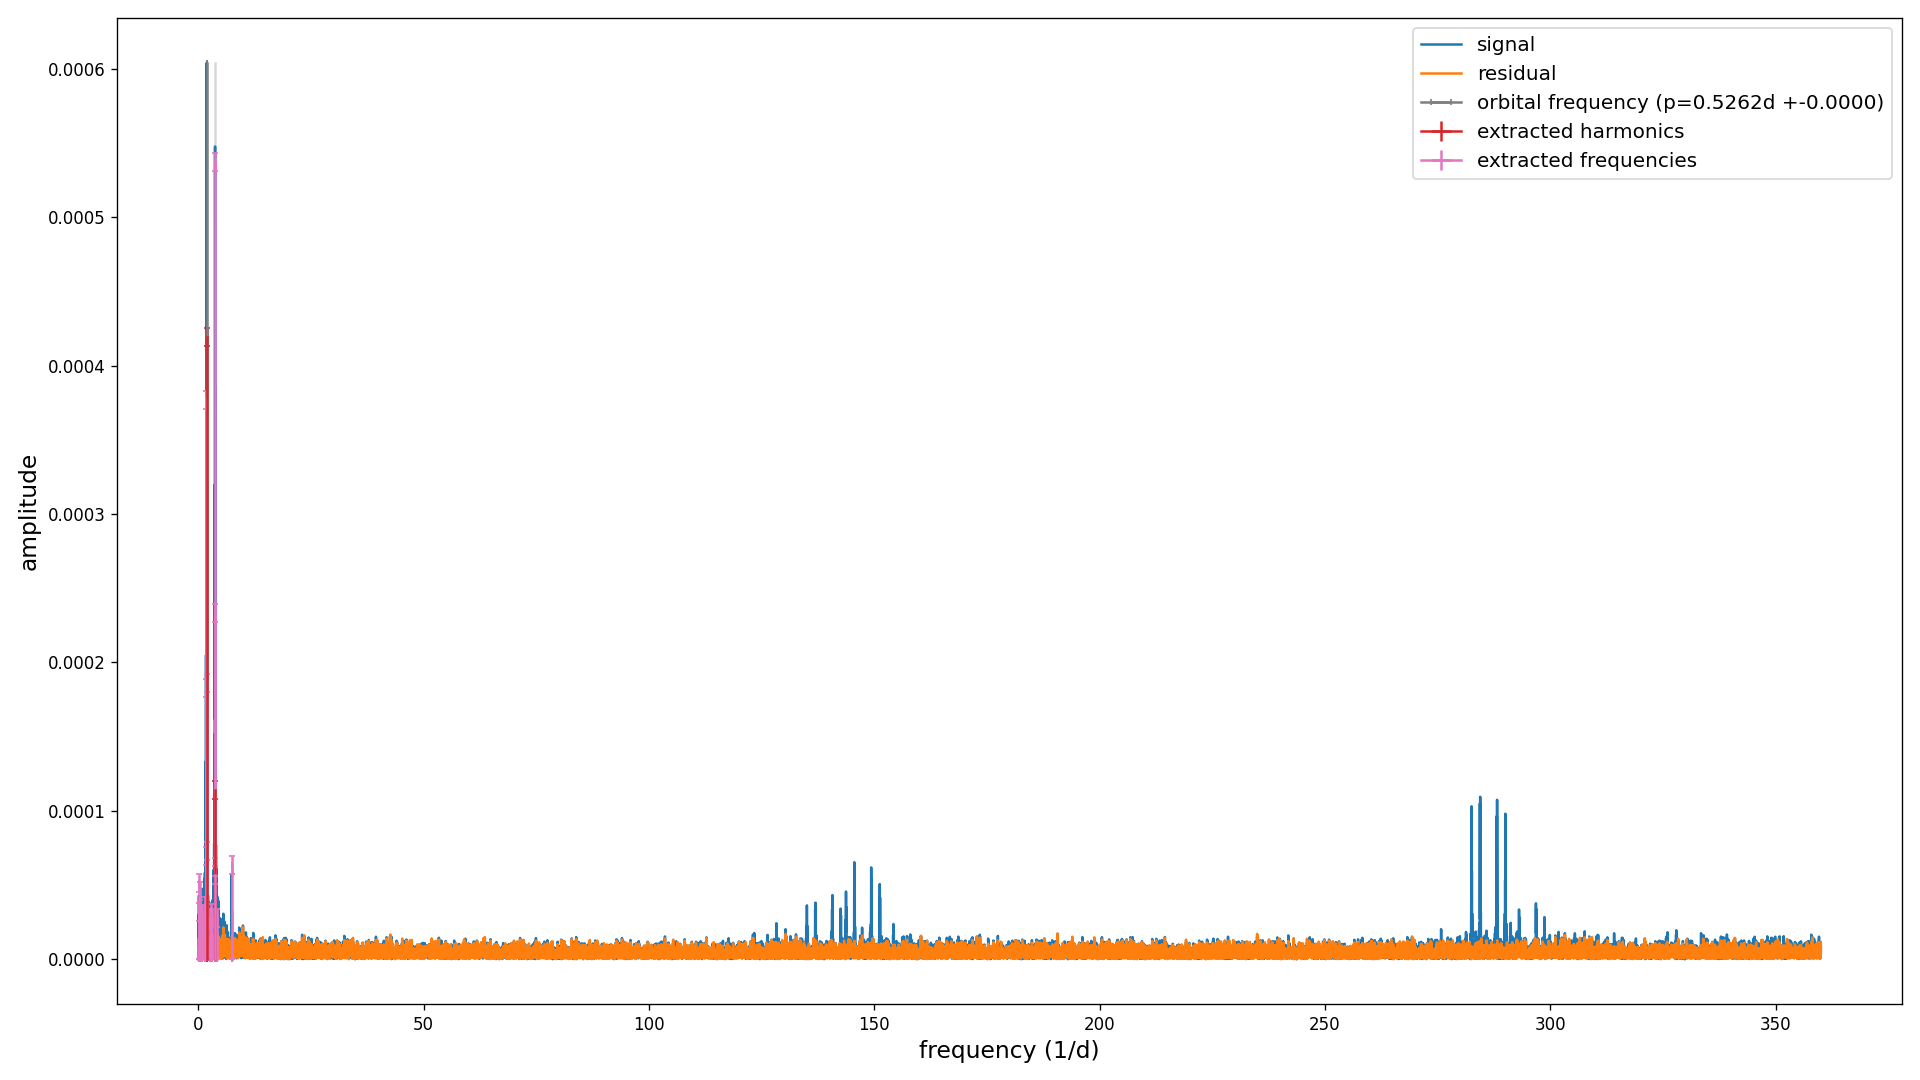 signal
residual
orbital frequency (p=0.5262d +-0.0000)
extracted harmonics
extracted frequencies
0.0006
0.0005
0.0004
0.0003
0.0002
0.0001
0.0000
amplitude
0 50 100 150 200 250 300 350
frequency (1/d)